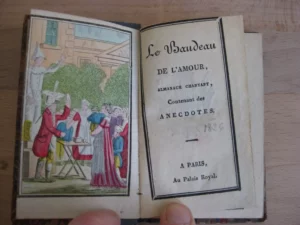 Le Bandeau
DE L'AMOUR,
ALMANACH CHANTANT,
Contenant des
ANECDOTES
A PARIS,
Au Palais Royal.